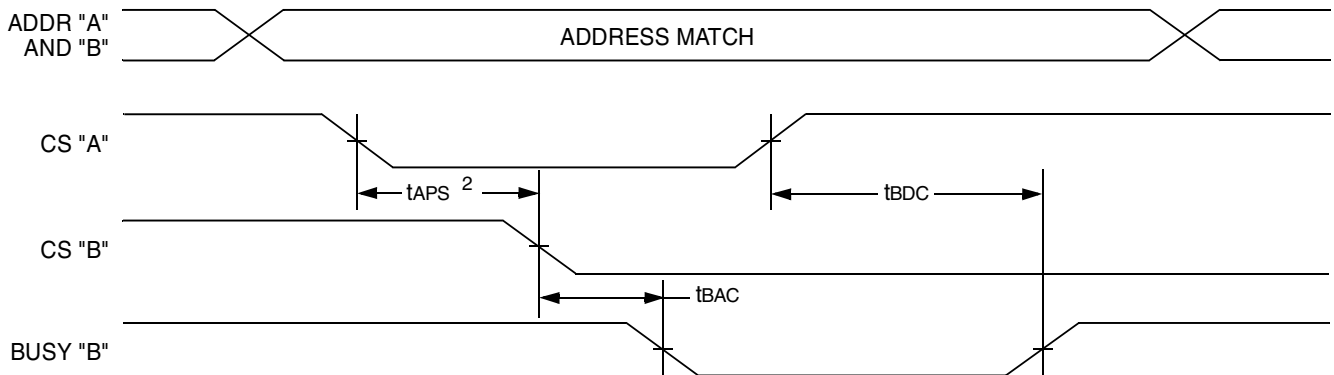 ADDR "A"
AND "B"
ADDRESS MATCH
CS "A"
tAPS 2
tBDC
CS "B"
tBAC
BUSY "B"